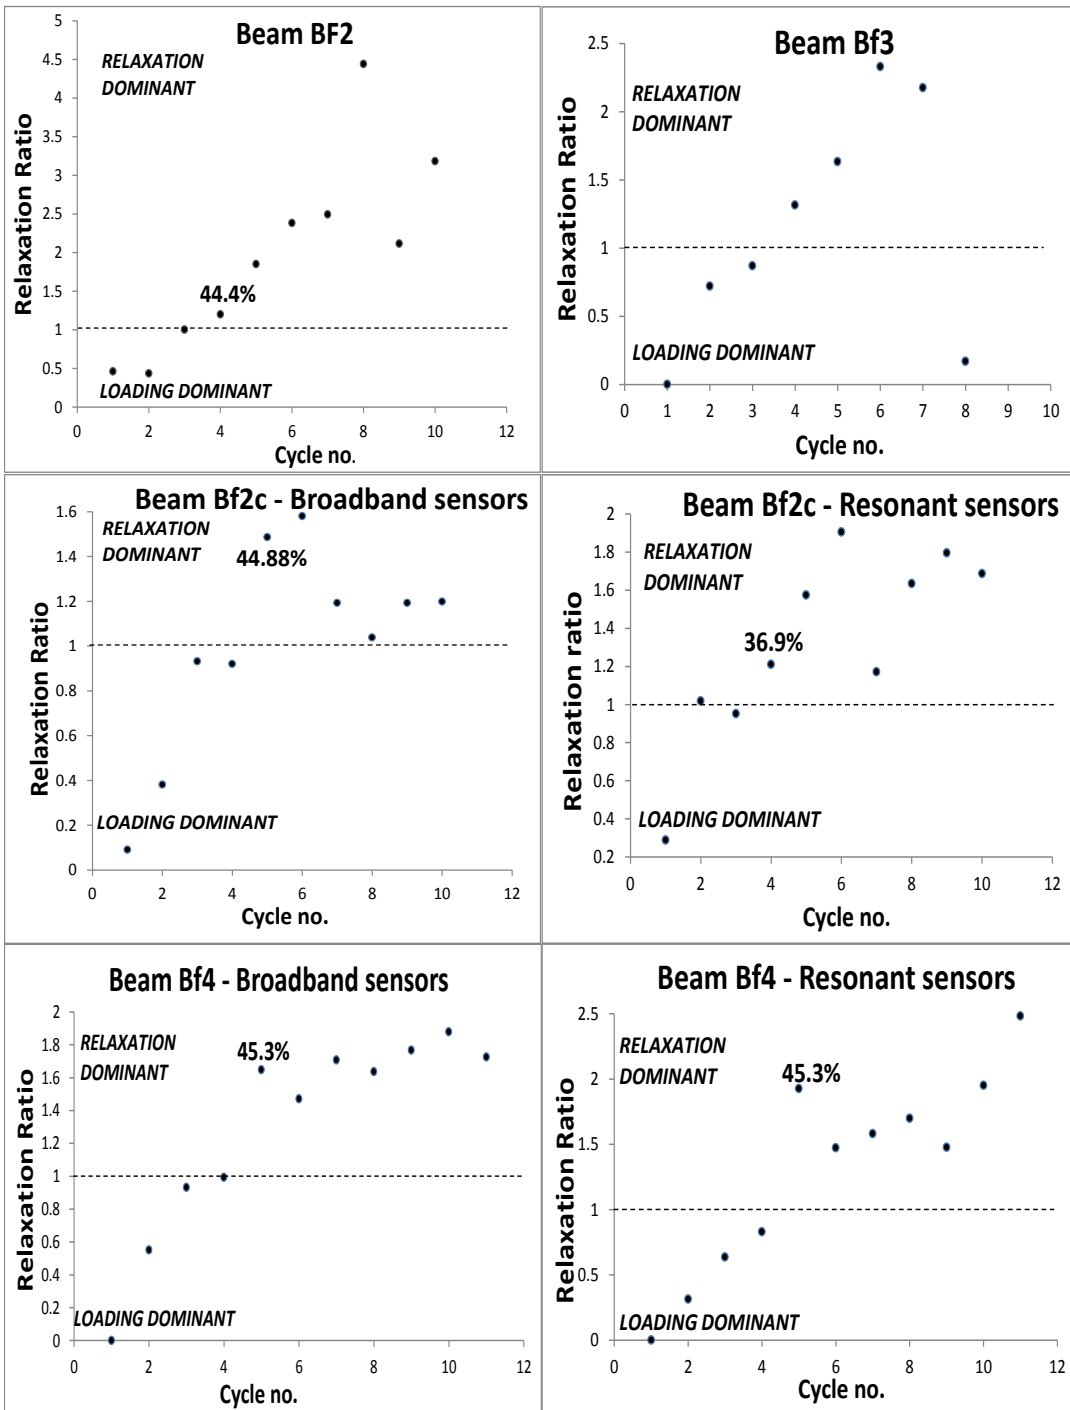 Beam BF2
RELAXATION
DOMINANT
44.4%
LOADING DOMINANT
Relaxation Ratio
5
4.5
4
3.5
3
2.5
2
1.5
1
0.5
0
0 2 4 6 8 10 12
Cycle no.
Beam Bf3
RELAXATION
DOMINANT
LOADING DOMINANT
Relaxation Ratio
2.5
2
1.5
1
0.5
0
0 1 2 3 4 5 6 7 8 9 10
Cycle no.
Beam Bf2c - Broadband sensors
RELAXATION
DOMINANT
44.88%
LOADING DOMINANT
Relaxation Ratio
1.6
1.4
1.2
1
0.8
0.6
0.4
0.2
0
0 2 4 6 8 10 12
Cycle no.
Beam Bf2c - Resonant sensors
RELAXATION
DOMINANT
36.9%
LOADING DOMINANT
Relaxation ratio
2
1.8
1.6
1.4
1.2
1
0.8
0.6
0.4
0.2
0 2 4 6 8 10 12
Cycle no.
Beam Bf4 - Broadband sensors
RELAXATION
DOMINANT
45.3%
LOADING DOMINANT
Relaxation Ratio
2
1.8
1.6
1.4
1.2
1
0.8
0.6
0.4
0.2
0
0 2 4 6 8 10 12
Cycle no.
Beam Bf4 - Resonant sensors
RELAXATION
DOMINANT
45.3%
LOADING DOMINANT
Relaxation Ratio
2.5
2
1.5
1
0.5
0
0 2 4 6 8 10 12
Cycle no.